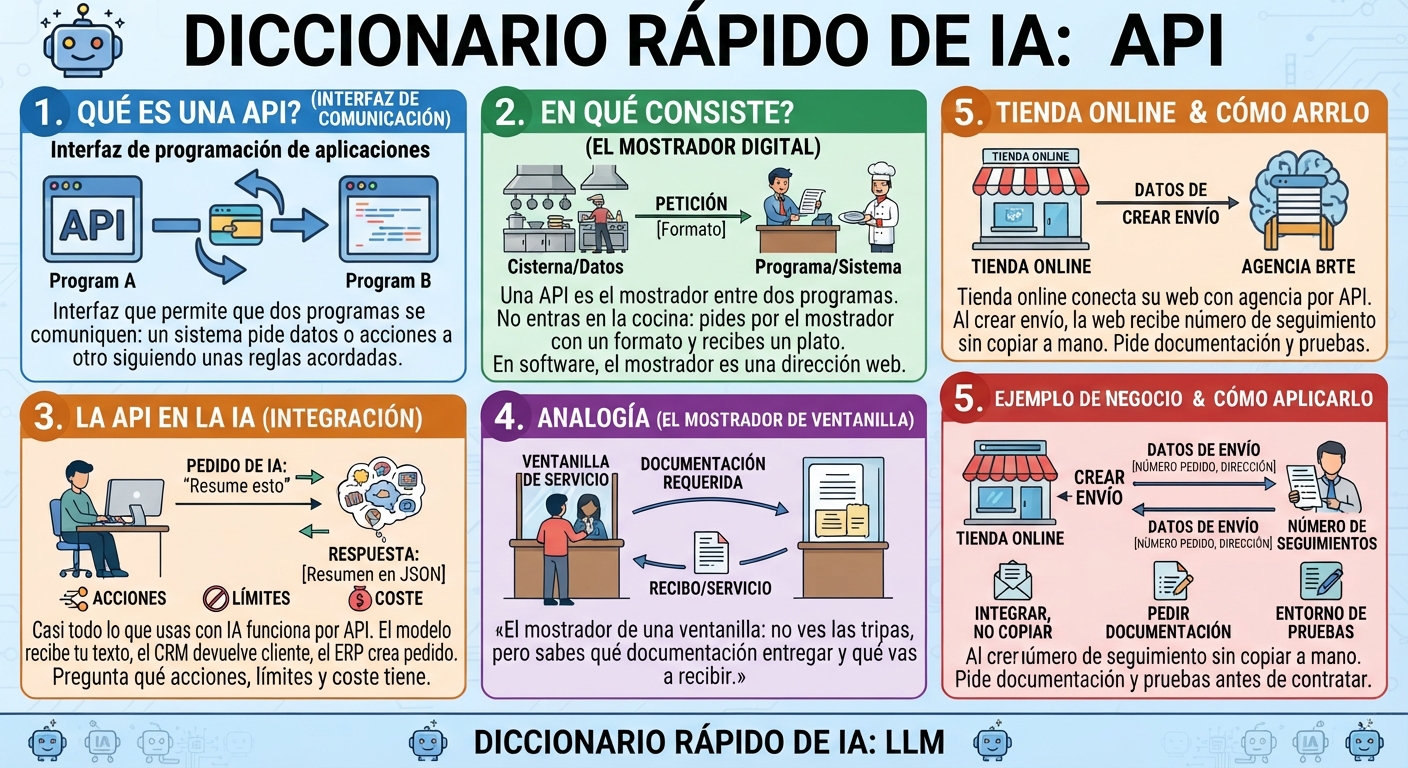 DICCIONARIO RÁPIDO DE IA: API
1. QUÉ ES UNA API? (INTERFAZ DE
COMUNICACIÓN)
Interfaz de programación de aplicaciones
API
Program A
Program B
Interfaz que permite que dos programas se
comuniquen: un sistema pide datos o acciones a
otro siguiendo unas reglas acordadas.
2. EN QUÉ CONSISTE?
(EL MOSTRADOR DIGITAL)
PETICIÓN
[Formato]
Cisterna/Datos
Programa/Sistema
Una API es el mostrador entre dos programas.
No entras en la cocina: pides por el mostrador
con un formato y recibes un plato.
En software, el mostrador es una dirección web.
5. TIENDA ONLINE & CÓMO ARRLO
TIENDA ONLINE
DATOS DE
CREAR ENVÍO
TIENDA ONLINE
AGENCIA BRTE
Tienda online conecta su web con agencia por API.
Al crear envío, la web recibe número de seguimiento
sin copiar a mano. Pide documentación y pruebas.
3. LA API EN LA IA (INTEGRACIÓN)
PEDIDO DE IA:
“Resume esto”
RESPUESTA:
[Resumen en JSON]
ACCIONES
LÍMITES
COSTE
Casi todo lo que usas con IA funciona por API. El modelo
recibe tu texto, el CRM devuelve cliente, el ERP crea pedido.
Pregunta qué acciones, límites y coste tiene.
4. ANALOGÍA (EL MOSTRADOR DE VENTANILLA)
VENTANILLA
DE SERVICIO
DOCUMENTACIÓN
REQUERIDA
RECIBO/SERVICIO
«El mostrador de una ventanilla: no ves las tripas,
pero sabes qué documentación entregar y qué vas
a recibir.»
5. EJEMPLO DE NEGOCIO & CÓMO APLICARLO
CREAR
ENVÍO
DATOS DE ENVÍO
[NÚMERO PEDIDO, DIRECCIÓN]
DATOS DE ENVÍO
[NÚMERO PEDIDO, DIRECCIÓN]
TIENDA ONLINE
NÚMERO DE
SEGUIMIENTOS
INTEGRAR,
NO COPIAR
PEDIR
DOCUMENTACIÓN
ENTORNO DE
PRUEBAS
Al crer número de seguimiento sin copiar a mano.
Pide documentación y pruebas antes de contratar.
IA
DICCIONARIO RÁPIDO DE IA: LLM
IA